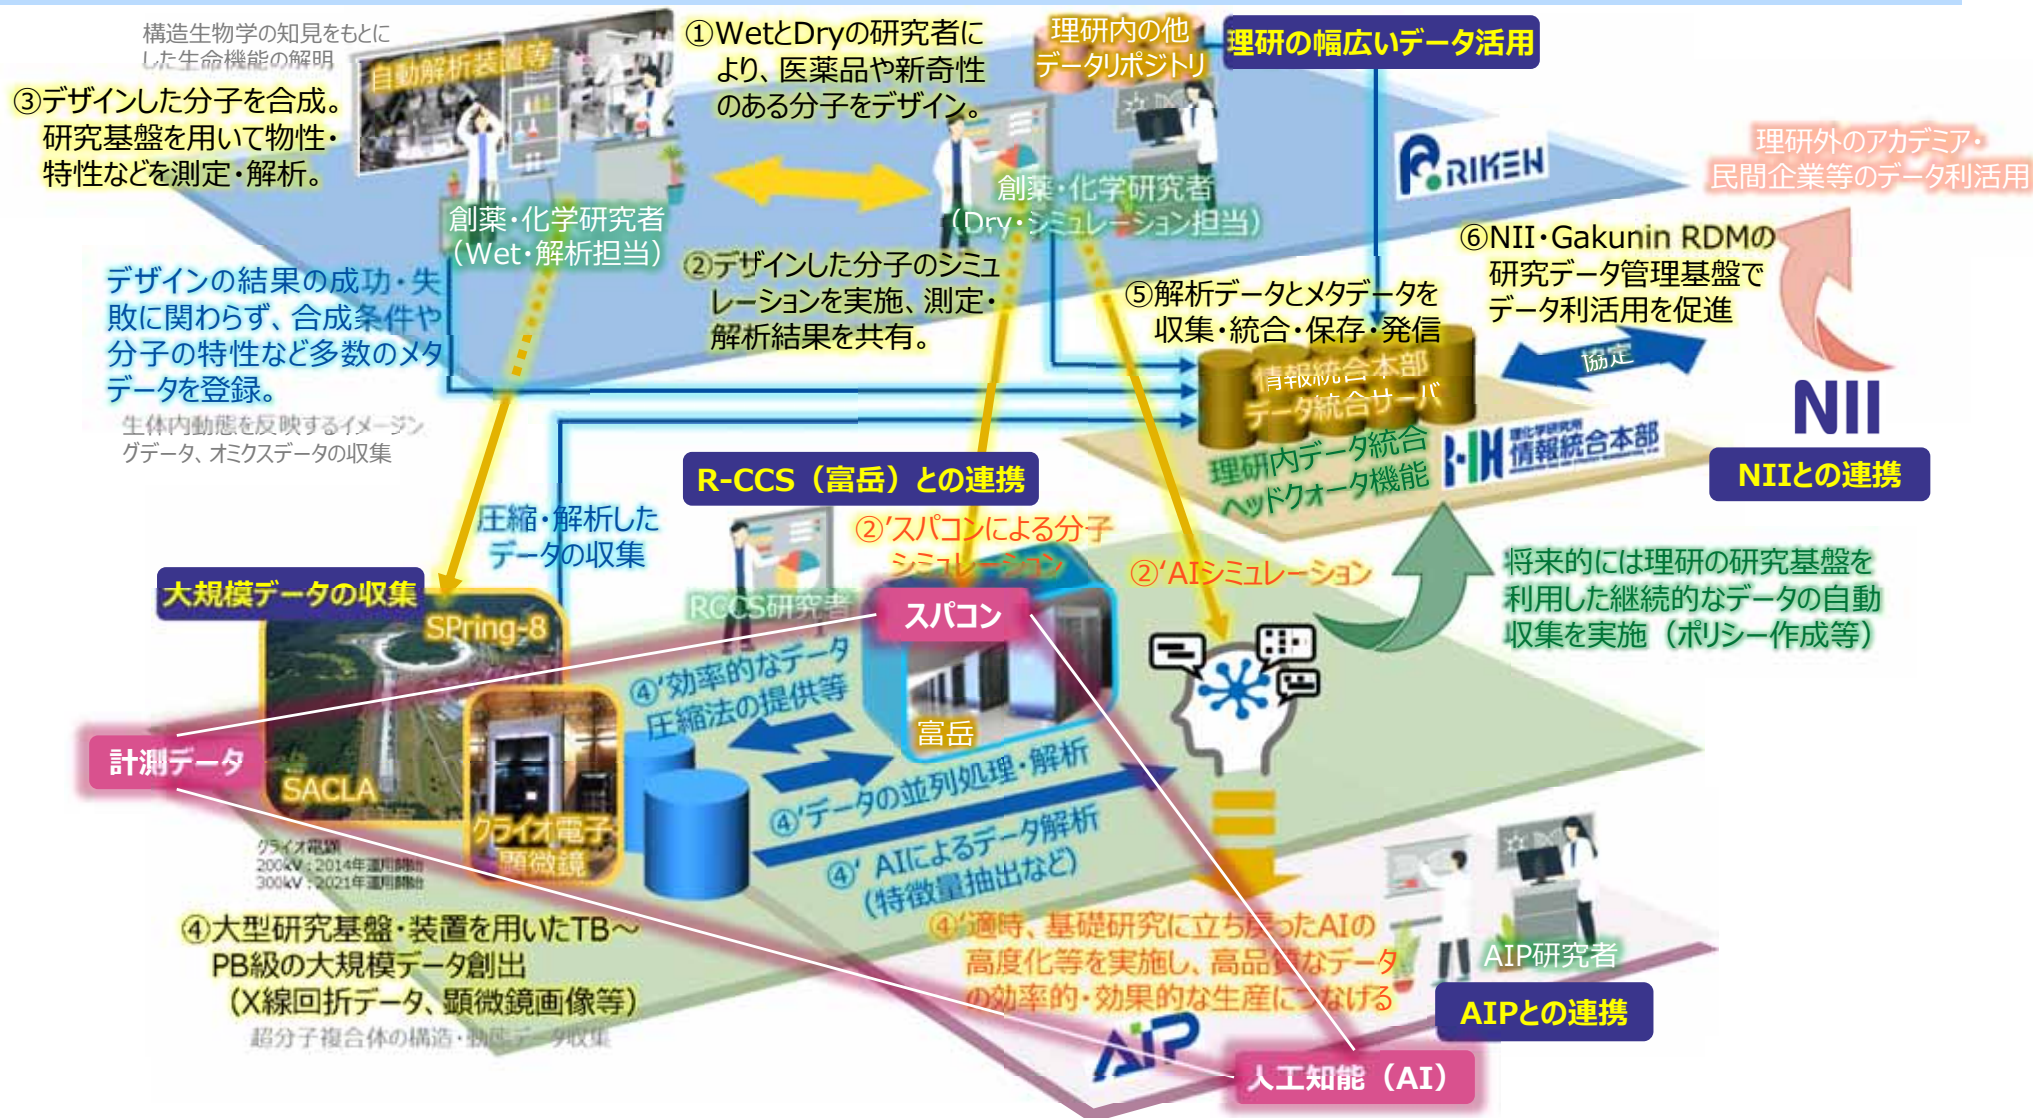 構造生物学の知見をもとに
した生命機能の解明
③デザインした分子を合成。
研究基盤を用いて物性・
特性などを測定・解析。
自動解析装置等
①WetとDryの研究者に
より、医薬品や新奇性
のある分子をデザイン。
理研内の他
データリポジトリ
理研の幅広いデータ活用
RIKEN
理研外のアカデミア・
民間企業等のデータ利活用
創薬・化学研究者
（Wet・解析担当）
創薬・化学研究者
（Dry・シミュレーション担当）
②デザインした分子のシミュ
レーションを実施、測定・
解析結果を共有。
⑤解析データとメタデータを
収集・統合・保存・発信
⑥NII・Gakunin RDMの
研究データ管理基盤で
データ利活用を促進
デザインの結果の成功・失
敗に関わらず、合成条件や
分子の特性など多数のメタ
データを登録。
生体内動態を反映するイメージン
グデータ、オミクスデータの収集
情報統合本部
データ統合サーバ
協定
NII
理研内データ統合
ヘッドクォータ機能
理化学研究所
情報統合本部
NIIとの連携
R-CCS（富岳）との連携
圧縮・解析した
データの収集
②'スパコンによる分子
シミュレーション
②'AIシミュレーション
将来的には理研の研究基盤を
利用した継続的なデータの自動
収集を実施（ポリシー作成等）
大規模データの収集
SPring-8
RCCS研究者
スパコン
④'効率的なデータ
圧縮法の提供等
富岳
計測データ
SACLA
クライオ電子
顕微鏡
④'データの並列処理・解析
④' AIによるデータ解析
(特徴量抽出など)
クライオ電顕
200kV：2014年運用開始
300kV：2021年運用開始
④大型研究基盤・装置を用いたTB～
PB級の大規模データ創出
（X線回折データ、顕微鏡画像等）
超分子複合体の構造・動態データ収集
④'適時、基礎研究に立ち戻ったAIの
高度化等を実施し、高品質なデータ
の効率的・効果的な生産につなげる
AIP研究者
AIPとの連携
AIP
人工知能（AI）